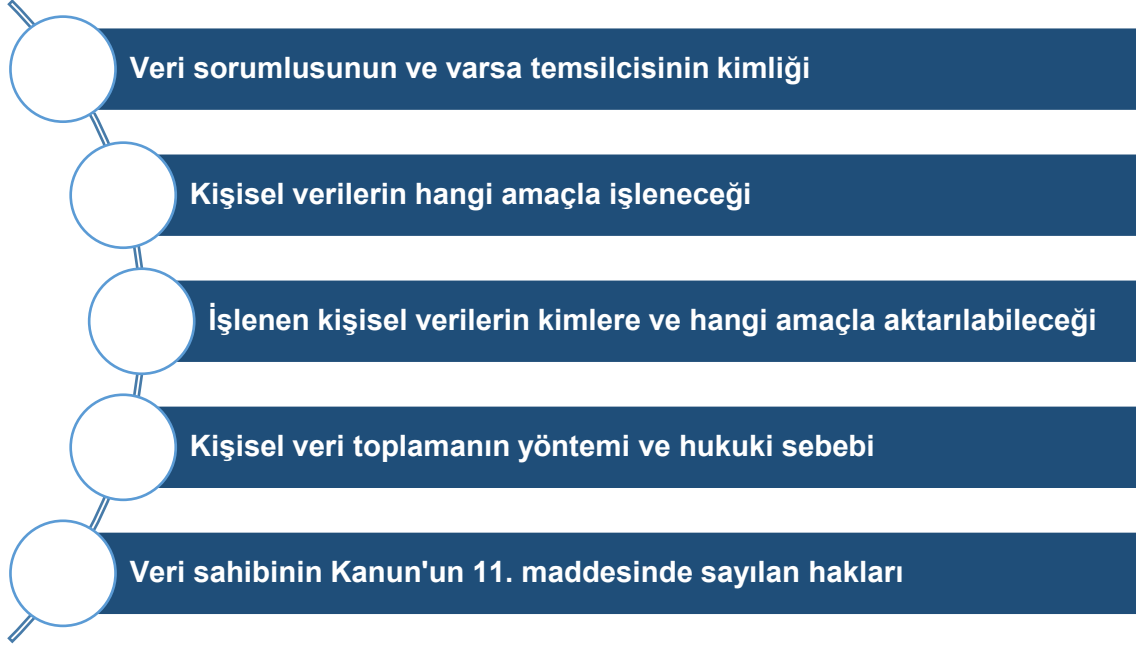 Veri sorumlusunun ve varsa temsilcisinin kimliği
Kişisel verilerin hangi amaçla işleneceği
İşlenen kişisel verilerin kimlere ve hangi amaçla aktarılabileceği
Kişisel veri toplamanın yöntemi ve hukuki sebebi
Veri sahibinin Kanun'un 11. maddesinde sayılan hakları